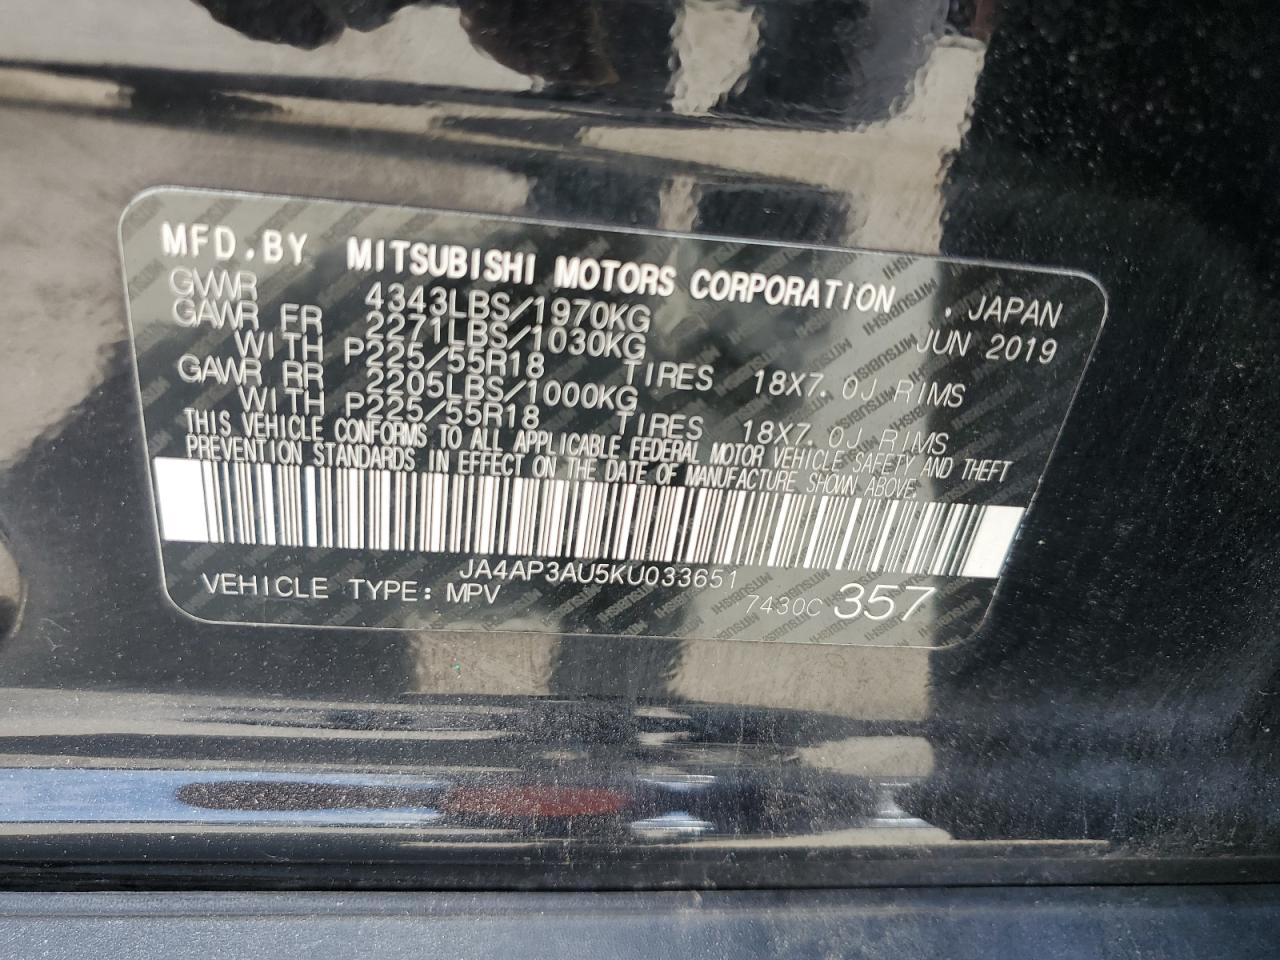 MFD.BY MITSUBISHI MOTORS CORPORATION, JAPAN
GVWR 4343LBS/1970KG JUN 2019
GAWR FR 2271LBS/1030KG
WITH P225/55R18 TIRES 18X7.0J RIMS
GAWR RR 2205LBS/1000KG
WITH P225/55R18 TIRES 18X7.0J RIMS
THIS VEHICLE CONFORMS TO ALL APPLICABLE FEDERAL MOTOR VEHICLE SAFETY AND THEFT
PREVENTION STANDARDS IN EFFECT ON THE DATE OF MANUFACTURE SHOWN ABOVE.
JA4AP3AU5KU033651
VEHICLE TYPE: MPV 7430C 357